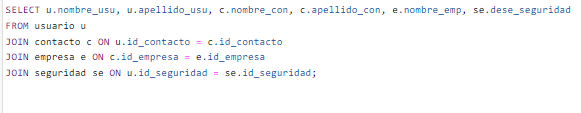 SELECT u.nombre_usu, u.apellido_usu, c.nombre_con, c.apellido_con, e.nombre_emp, se.dese_seguridad
FROM usuario u
JOIN contacto c ON u.id_contacto = c.id_contacto
JOIN empresa e ON c.id_empresa = e.id_empresa
JOIN seguridad se ON u.id_seguridad = se.id_seguridad;